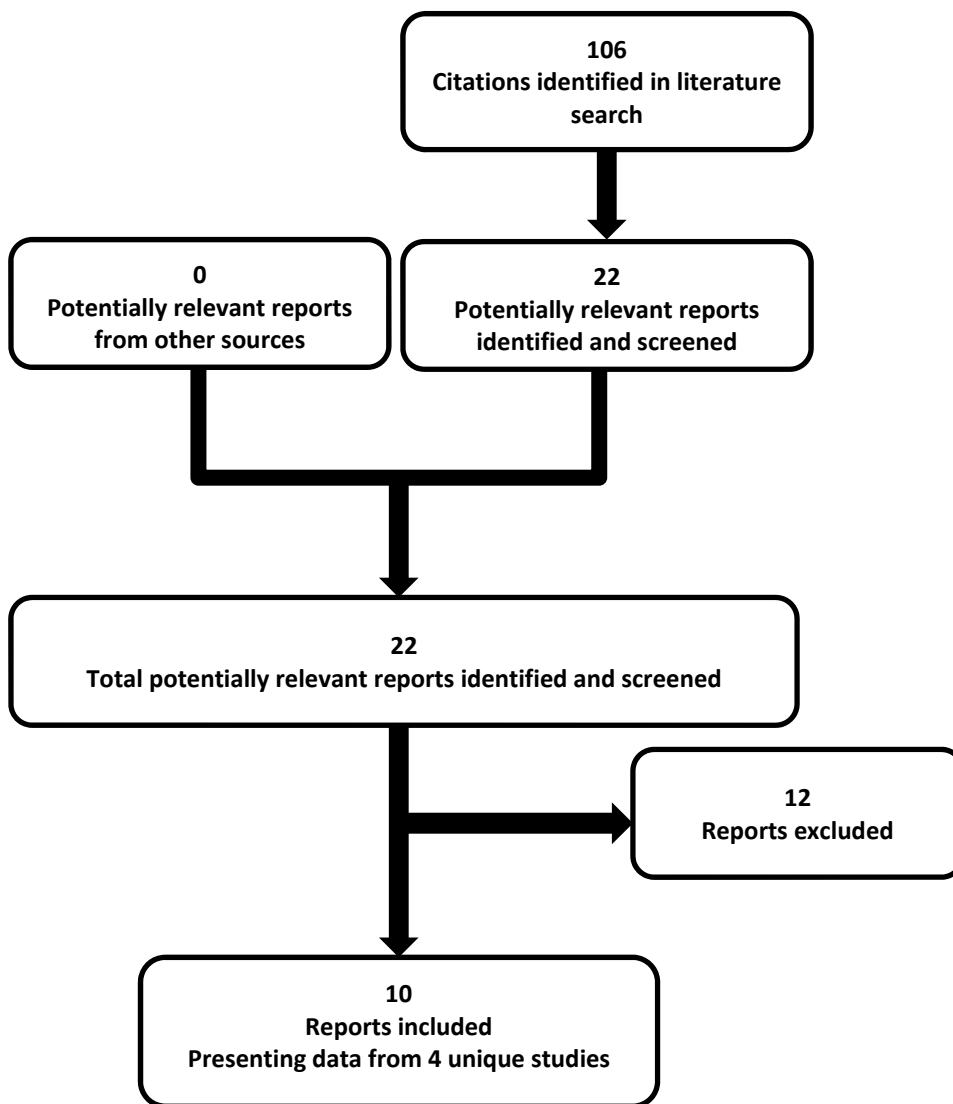 106
Citations identified in literature
search
0
Potentially relevant reports
from other sources
22
Potentially relevant reports
identified and screened
22
Total potentially relevant reports identified and screened
12
Reports excluded
10
Reports included
Presenting data from 4 unique studies